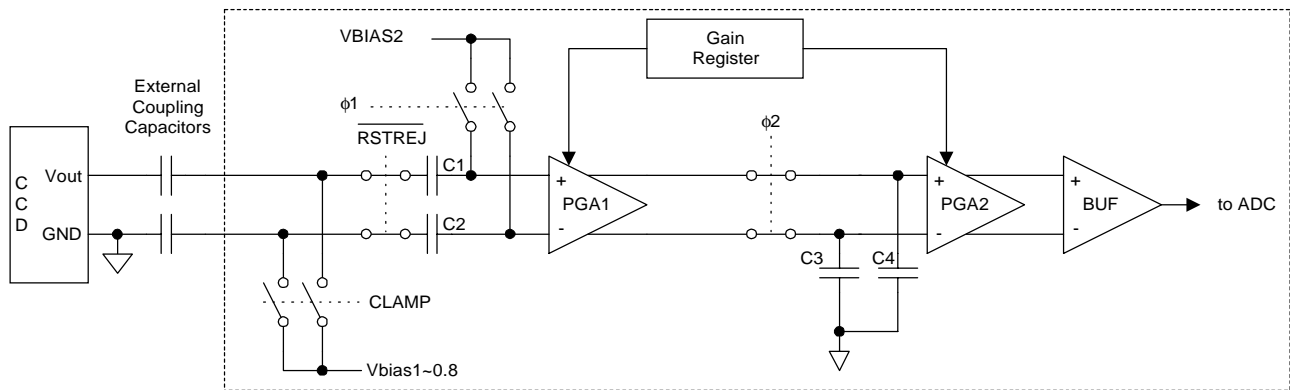 VBIAS2
Gain
Register
External
Coupling
Capacitors
ϕ1
RSTREJ
ϕ2
CCD
Vout
GND
C1
C2
+
-
PGA1
+
-
PGA2
+
-
BUF
to ADC
C3
C4
CLAMP
Vbias1~0.8